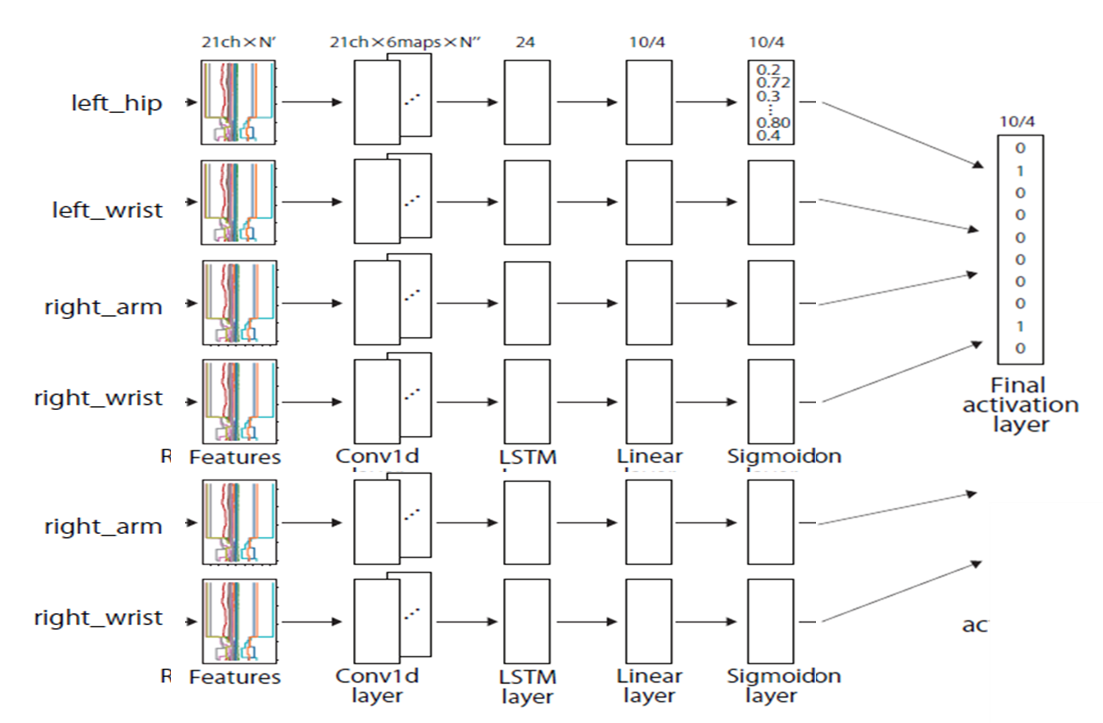 21ch×N' 21ch×6maps×N'' 24 10/4 10/4
left_hip
0.2
0.72
0.3
⋮
0.80
0.4
10/4
0
1
0
0
0
0
0
0
1
0
left_wrist
right_arm
right_wrist
Final
activation
layer
R Features Conv1d LSTM Linear Sigmoidon
right_arm
right_wrist
ac
R Features Conv1d LSTM Linear Sigmoidon
layer layer layer layer